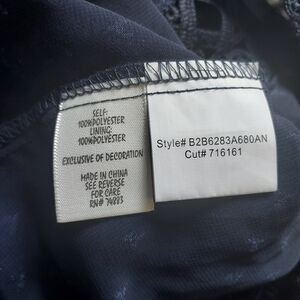 SELF:
100%POLYESTER
LINING:
100%POLYESTER
EXCLUSIVE OF DECORATION
MADE IN CHINA
SEE REVERSE
FOR CARE
RN# 74883
Style# B2B6283A680AN
Cut# 716161